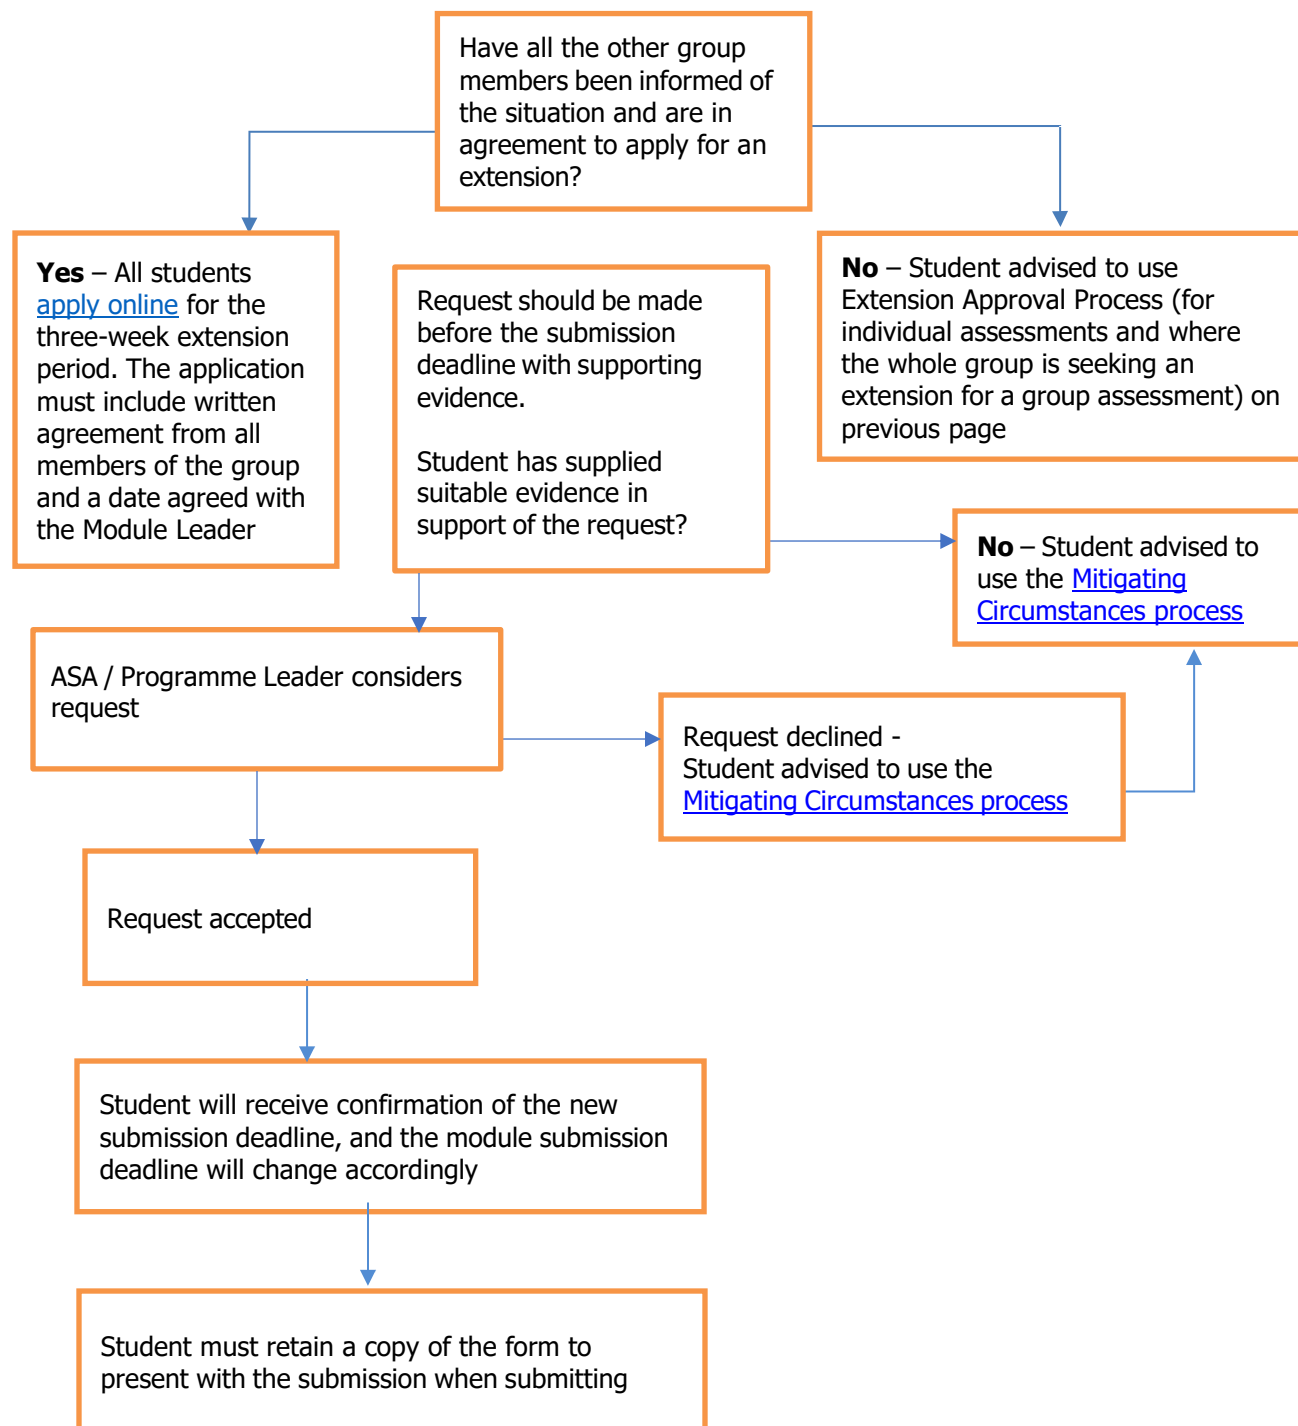 Have all the other group
members been informed of
the situation and are in
agreement to apply for an
extension?
Yes – All students
apply online for the
three-week extension
period. The application
must include written
agreement from all
members of the group
and a date agreed with
the Module Leader
Request should be made
before the submission
deadline with supporting
evidence.
Student has supplied
suitable evidence in
support of the request?
No – Student advised to use
Extension Approval Process (for
individual assessments and where
the whole group is seeking an
extension for a group assessment) on
previous page
No – Student advised to
use the Mitigating
Circumstances process
ASA / Programme Leader considers
request
Request declined -
Student advised to use the
Mitigating Circumstances process
Request accepted
Student will receive confirmation of the new
submission deadline, and the module submission
deadline will change accordingly
Student must retain a copy of the form to
present with the submission when submitting